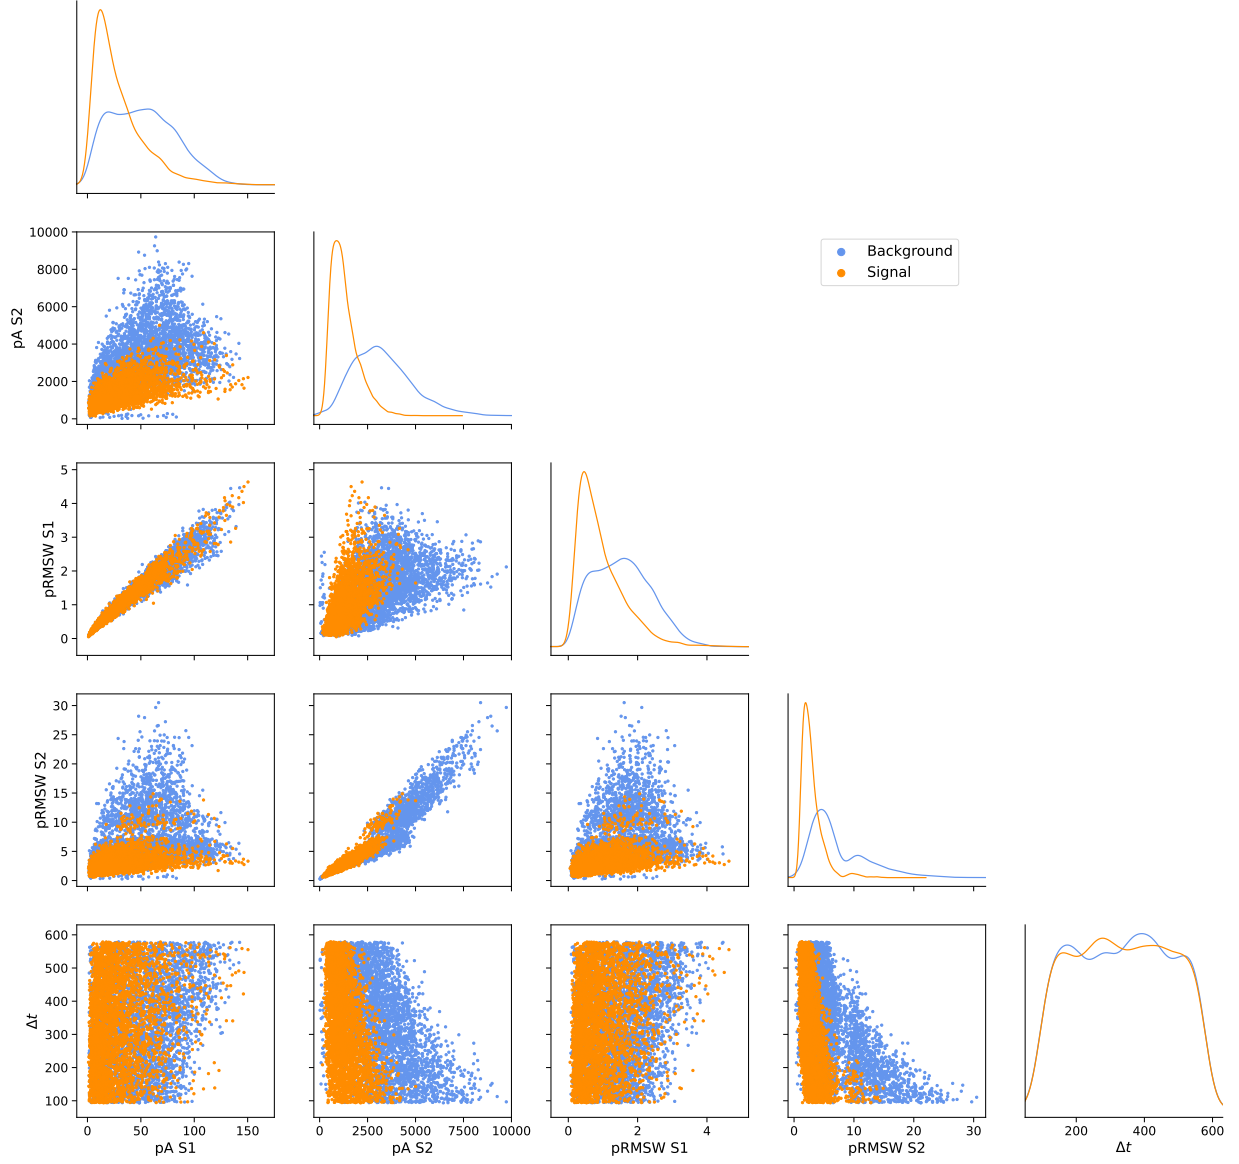 10000
8000
6000
4000
2000
0
pA S2
Background
Signal
5
4
3
2
1
0
pRMSW S1
30
25
20
15
10
5
0
pRMSW S2
600
500
400
300
200
100
Δt
0 50 100 150
0 2500 5000 7500 10000
0 2 4
0 10 20 30
200 400 600
pA S1
pA S2
pRMSW S1
pRMSW S2
Δt